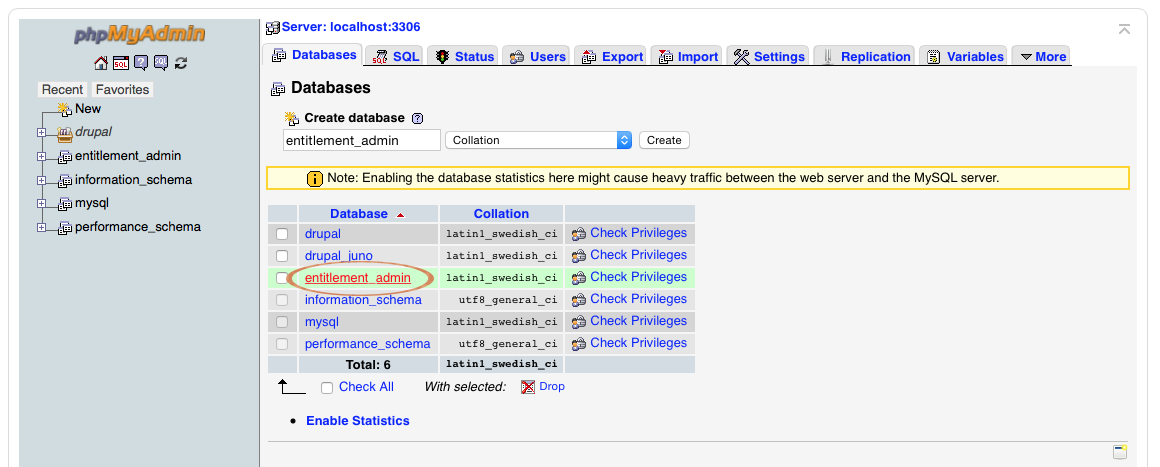 phpMyAdmin
Recent Favorites
New
drupal
entitlement_admin
information_schema
mysql
performance_schema
Server: localhost:3306
Databases SQL Status Users Export Import Settings Replication Variables More
Databases
Create database
entitlement_admin Collation Create
Note: Enabling the database statistics here might cause heavy traffic between the web server and the MySQL server.
Database Collation
drupal latin1_swedish_ci Check Privileges
drupal_juno latin1_swedish_ci Check Privileges
entitlement_admin latin1_swedish_ci Check Privileges
information_schema utf8_general_ci Check Privileges
mysql latin1_swedish_ci Check Privileges
performance_schema utf8_general_ci Check Privileges
Total: 6 latin1_swedish_ci
Check All With selected: Drop
Enable Statistics